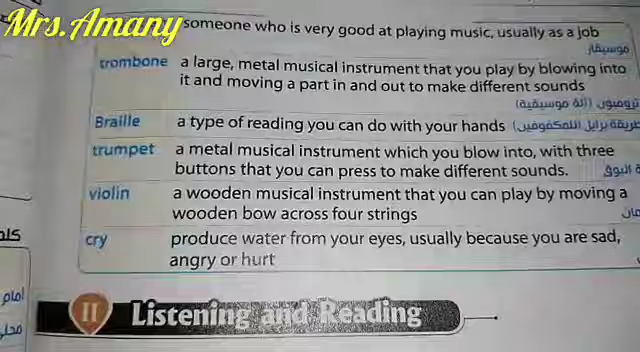 Mrs.Amany
someone who is very good at playing music, usually as a job
موسيقار
trombone a large, metal musical instrument that you play by blowing into
it and moving a part in and out to make different sounds
ترومبون (آلة موسيقية)
Braille a type of reading you can do with your hands (طريقة برايل (للمكفوفين
trumpet a metal musical instrument which you blow into, with three
buttons that you can press to make different sounds. البوق
violin a wooden musical instrument that you can play by moving a
wooden bow across four strings
cry produce water from your eyes, usually because you are sad,
angry or hurt
امام
II Listening and Reading